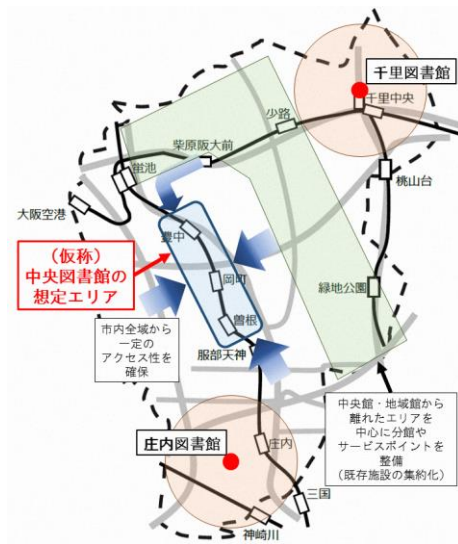 千里図書館
千里中央
少路
柴原阪大前
蛍池
桃山台
大阪空港
豊中
(仮称)
中央図書館の
想定エリア
岡町
緑地公園
曽根
市内全域から
一定の
アクセス性を
確保
服部天神
中央館・地域館から
離れたエリアを
中心に分館や
サービスポイントを
整備
(既存施設の集約化)
庄内図書館
庄内
三国
神崎川